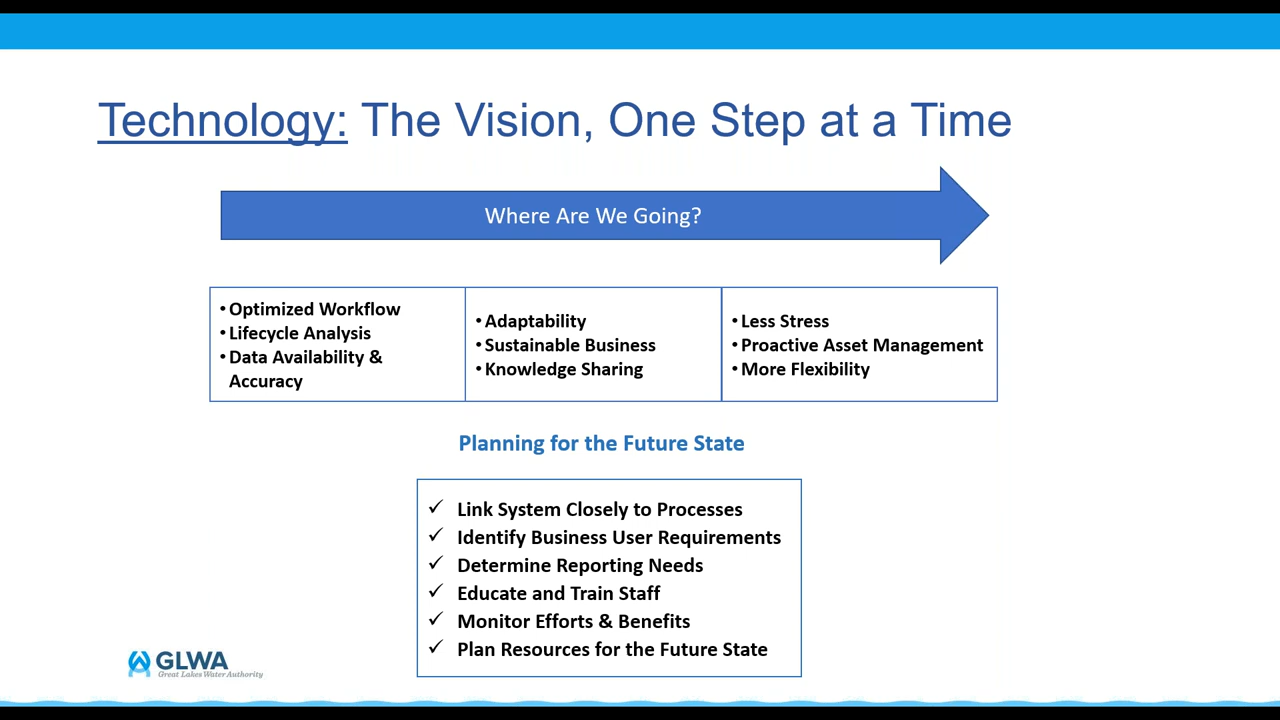 Technology: The Vision, One Step at a Time
Where Are We Going?
• Optimized Workflow
• Lifecycle Analysis
• Data Availability &
Accuracy
• Adaptability
• Sustainable Business
• Knowledge Sharing
• Less Stress
• Proactive Asset Management
• More Flexibility
Planning for the Future State
✓ Link System Closely to Processes
✓ Identify Business User Requirements
✓ Determine Reporting Needs
✓ Educate and Train Staff
✓ Monitor Efforts & Benefits
✓ Plan Resources for the Future State
GLWA
Great Lakes Water Authority